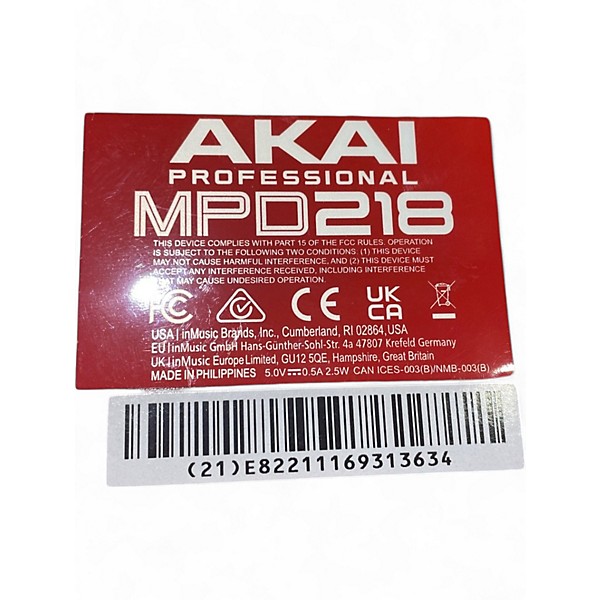 AKAI
PROFESSIONAL
MPD218
THIS DEVICE COMPLIES WITH PART 15 OF THE FCC RULES. OPERATION
IS SUBJECT TO THE FOLLOWING TWO CONDITIONS: (1) THIS DEVICE
MAY NOT CAUSE HARMFUL INTERFERENCE, AND (2) THIS DEVICE MUST
ACCEPT ANY INTERFERENCE RECEIVED, INCLUDING INTERFERENCE
THAT MAY CAUSE UNDESIRED OPERATION.
FC CE UK
CA
USA | inMusic Brands, Inc., Cumberland, RI 02864, USA
EU | inMusic GmbH Hans-Günther-Sohl-Str. 4a 47807 Krefeld Germany
UK | inMusic Europe Limited, GU12 5QE, Hampshire, Great Britain
MADE IN PHILIPPINES 5.0V⎓0.5A 2.5W CAN ICES-003(B)/NMB-003(B)
(21)E82211169313634